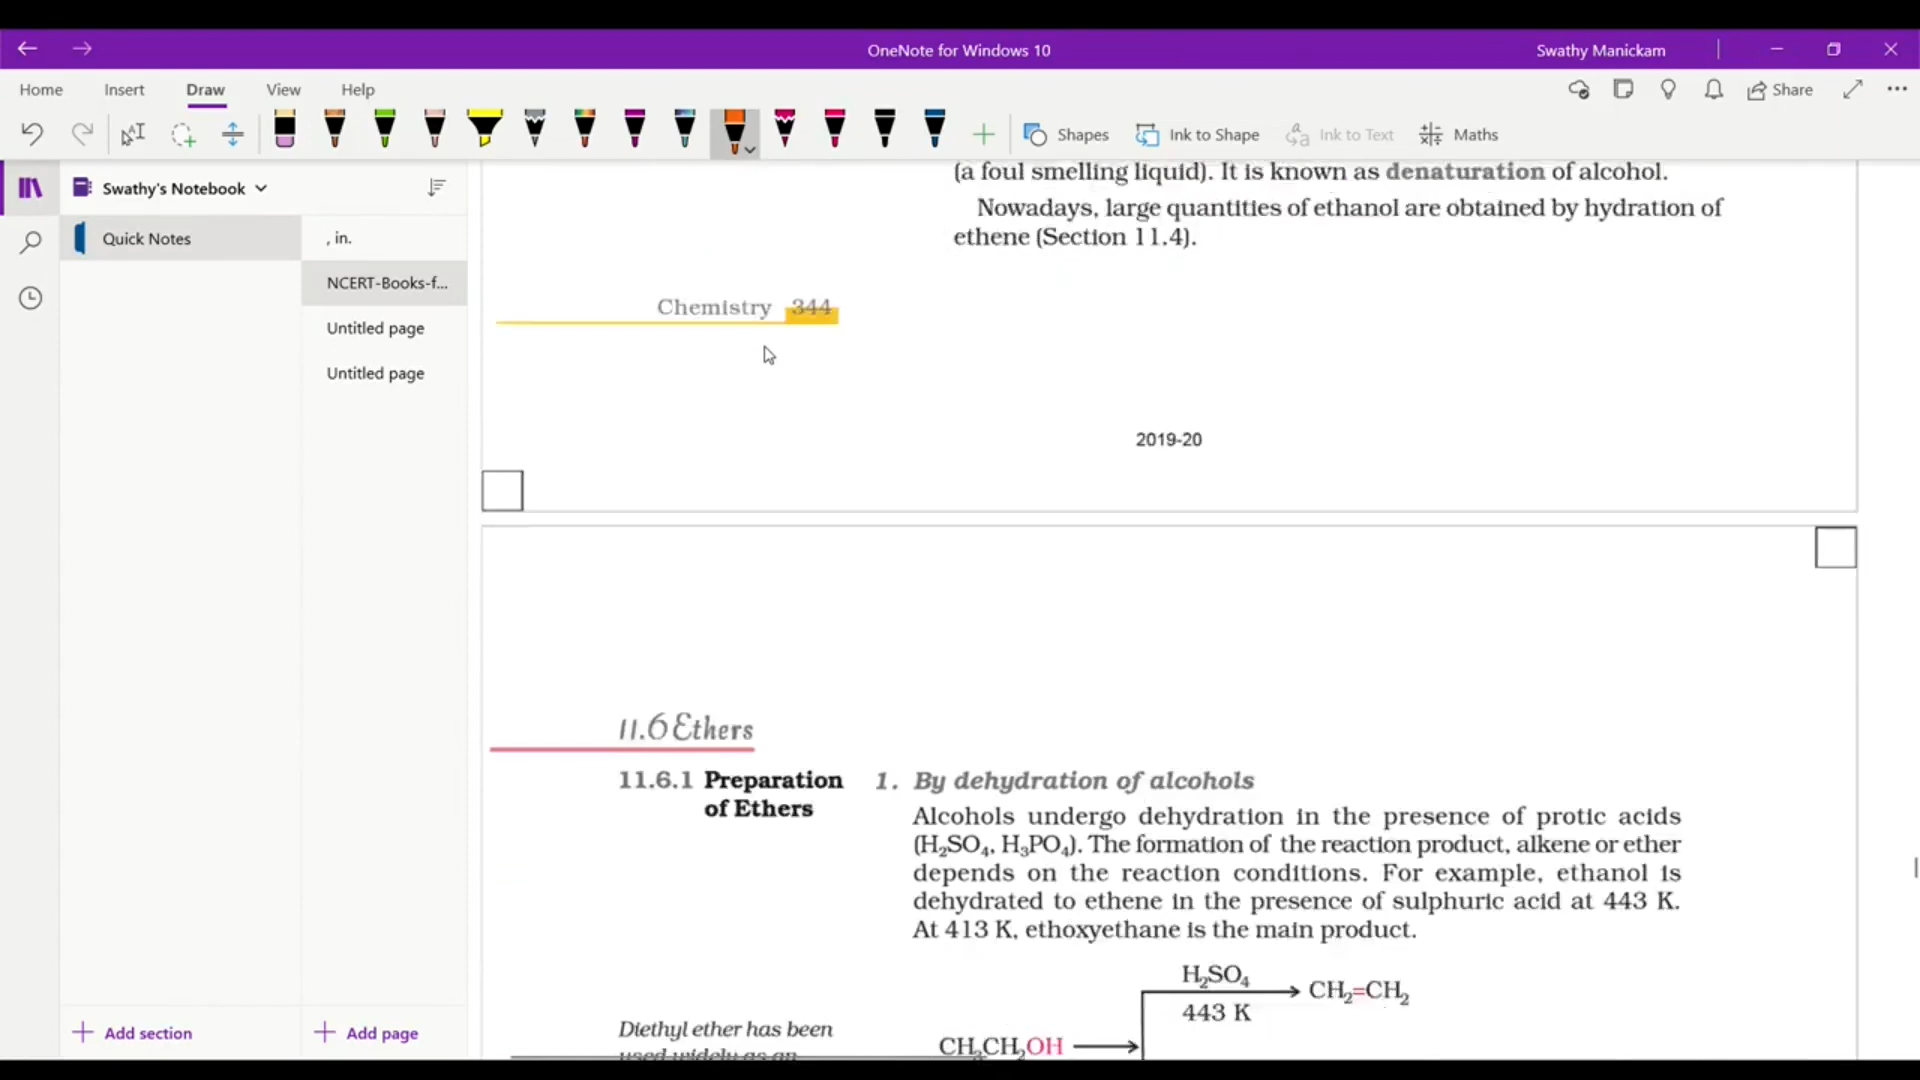 OneNote for Windows 10
Swathy Manickam
Home Insert Draw View Help
Share
Shapes Ink to Shape Ink to Text Maths
Swathy's Notebook
Quick Notes
, in.
NCERT-Books-f...
Untitled page
Untitled page
Add section
Add page
(a foul smelling liquid). It is known as denaturation of alcohol.
Nowadays, large quantities of ethanol are obtained by hydration of
ethene (Section 11.4).
Chemistry 344
2019-20
11.6 Ethers
11.6.1 Preparation
of Ethers
1. By dehydration of alcohols
Alcohols undergo dehydration in the presence of protic acids
(H₂SO₄, H₃PO₄). The formation of the reaction product, alkene or ether
depends on the reaction conditions. For example, ethanol is
dehydrated to ethene in the presence of sulphuric acid at 443 K.
At 413 K, ethoxyethane is the main product.
H₂SO₄
443 K
CH₂=CH₂
CH₃CH₂OH
Diethyl ether has been
used widely as an